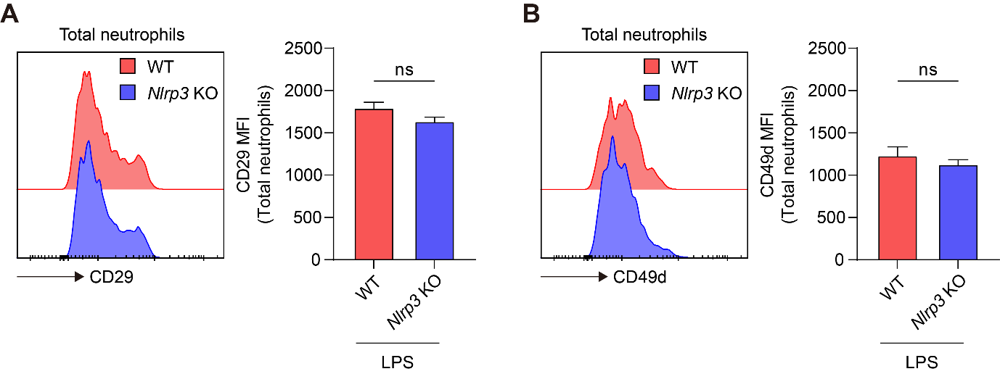 A
Total neutrophils
WT
Nlrp3 KO
CD29
CD29 MFI
(Total neutrophils)
2500
2000
1500
1000
500
0
ns
WT
Nlrp3 KO
LPS
B
Total neutrophils
WT
Nlrp3 KO
CD49d
CD49d MFI
(Total neutrophils)
2500
2000
1500
1000
500
0
ns
WT
Nlrp3 KO
LPS